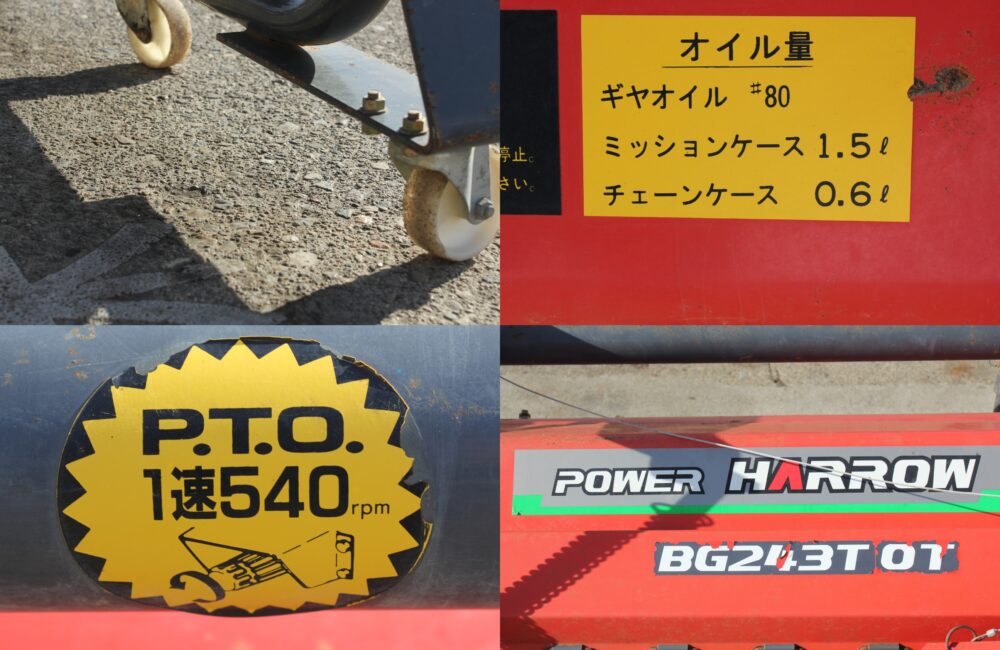 停止。
さい。
オイル量
ギヤオイル #80
ミッションケース 1.5ℓ
チェーンケース 0.6ℓ
P.T.O.
1速540rpm
POWER HARROW
BG243T OT